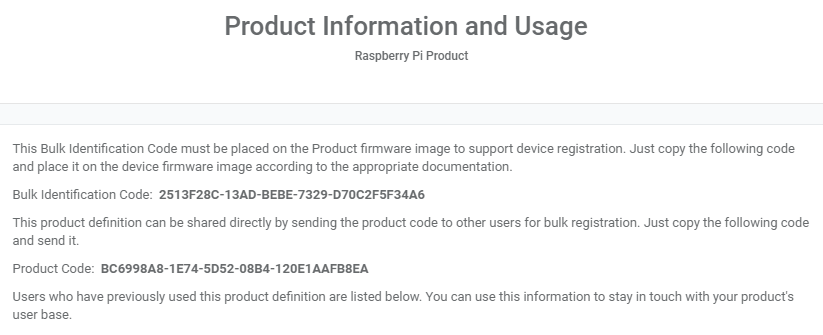 Product Information and Usage
Raspberry Pi Product
This Bulk Identification Code must be placed on the Product firmware image to support device registration. Just copy the following code
and place it on the device firmware image according to the appropriate documentation.
Bulk Identification Code: 2513F28C-13AD-BEBE-7329-D70C2F5F34A6
This product definition can be shared directly by sending the product code to other users for bulk registration. Just copy the following code
and send it.
Product Code: BC6998A8-1E74-5D52-08B4-120E1AAFB8EA
Users who have previously used this product definition are listed below. You can use this information to stay in touch with your product's
user base.